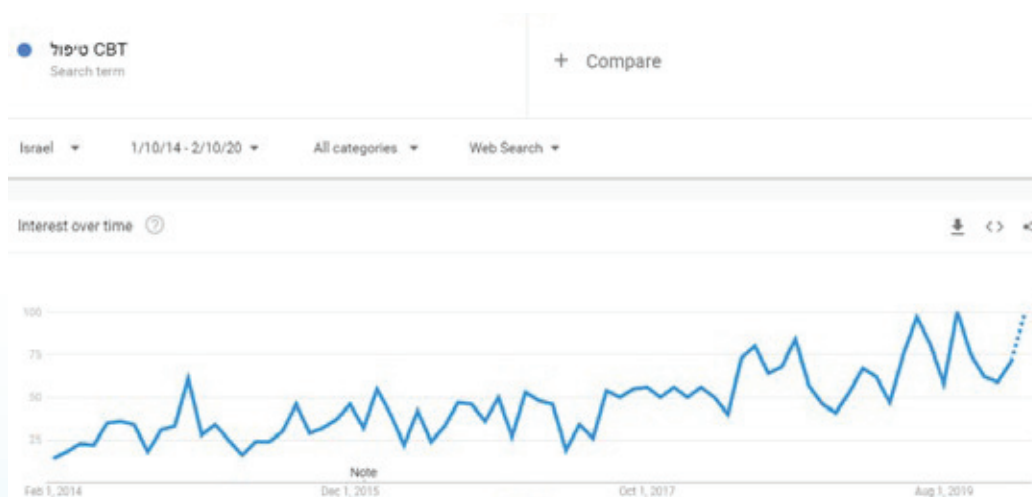 טיפול CBT
Search term
+ Compare
Israel
1/10/14 - 2/10/20
All categories
Web Search
Interest over time ?
100
75
50
25
Note
Feb 1, 2014
Dec 1, 2015
Oct 1, 2017
Aug 1, 2019